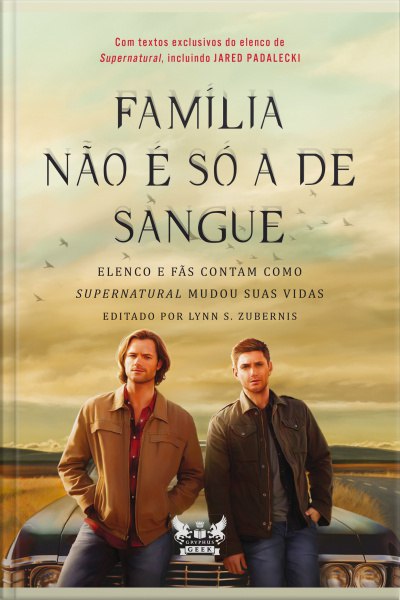 Com textos exclusivos do elenco de
Supernatural, incluindo JARED PADALECKI
FAMÍLIA
NÃO É SÓ A DE
SANGUE
ELENCO E FÃS CONTAM COMO
SUPERNATURAL MUDOU SUAS VIDAS
EDITADO POR LYNN S. ZUBERNIS
GRYPHUS
GEEK